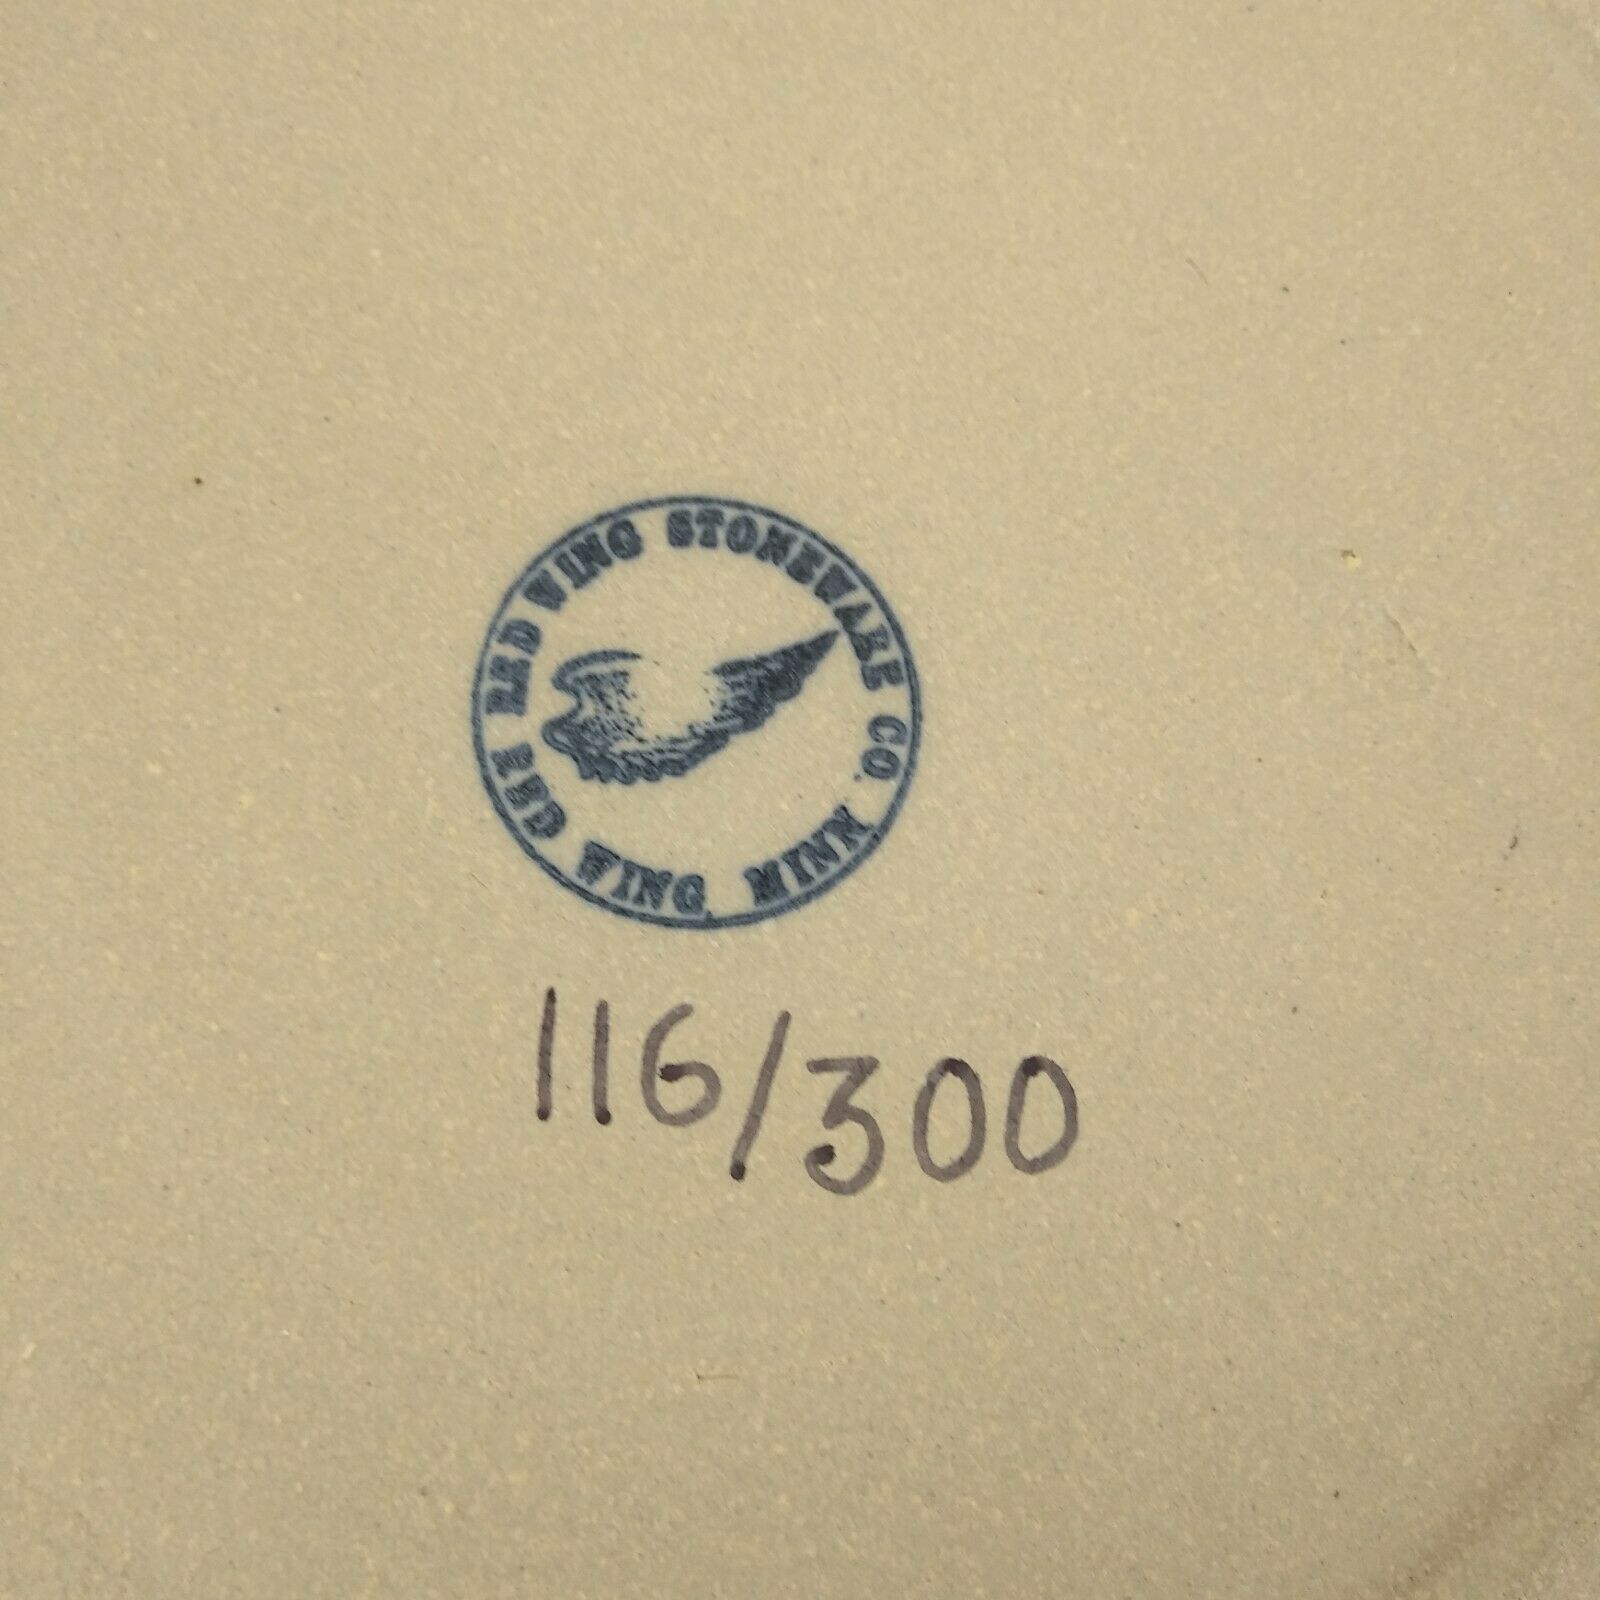 RED WING STONEWARE CO.
RED WING, MINN
116/300